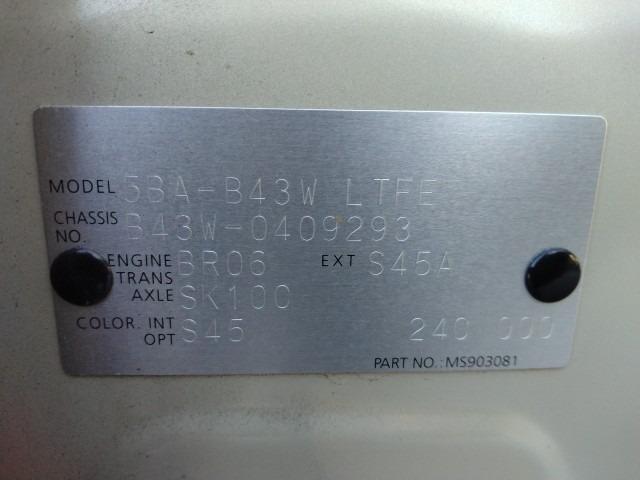 MODEL 5BA-B43W LTFE
CHASSIS NO. B43W-0409293
ENGINE BR06 EXT S45A
TRANS AXLE SK100
COLOR. INT OPT S45 240 000
PART NO.: MS903081